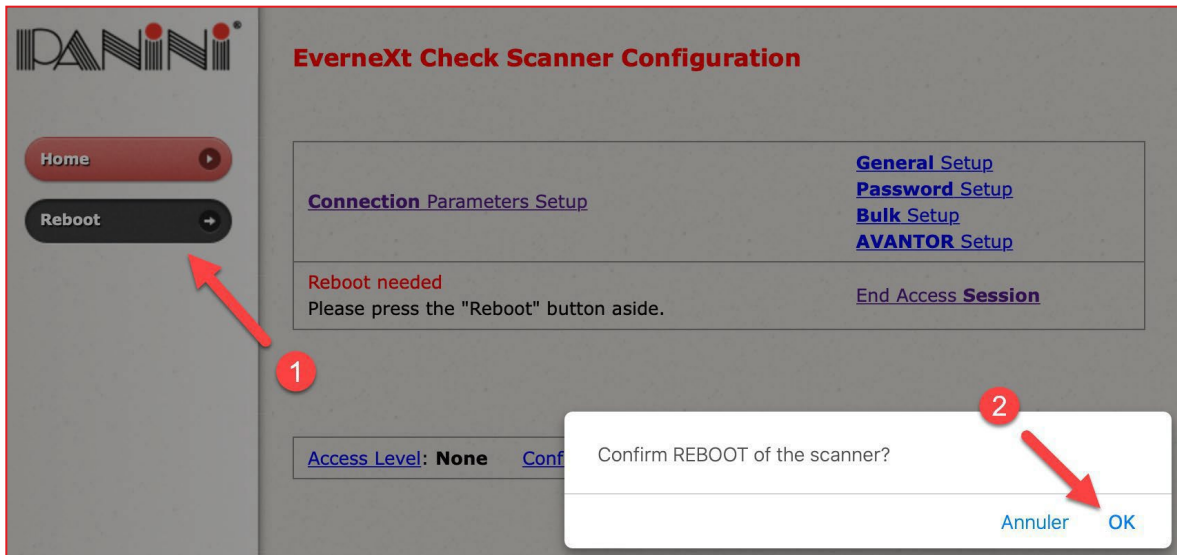 PANiNi
EverneXt Check Scanner Configuration
Home
Reboot
Connection Parameters Setup
General Setup
Password Setup
Bulk Setup
AVANTOR Setup
Reboot needed
Please press the "Reboot" button aside.
End Access Session
1
2
Access Level: None Conf
Confirm REBOOT of the scanner?
Annuler OK